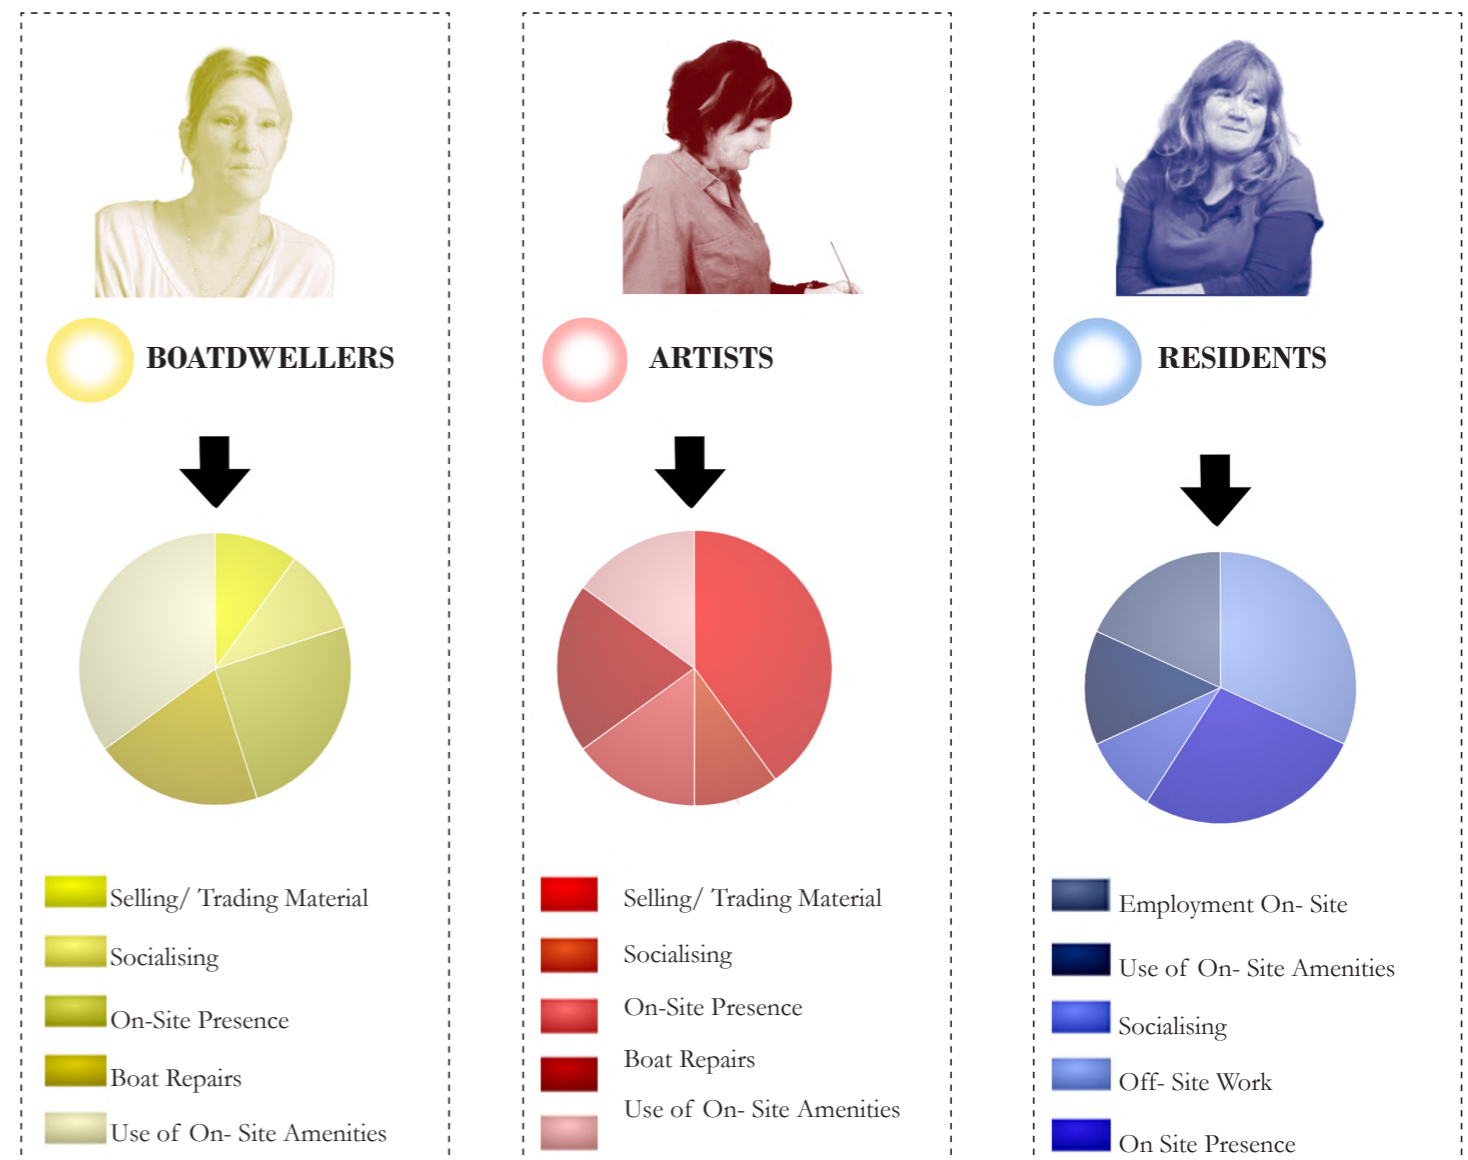 BOATDWELLERS
Selling/ Trading Material
Socialising
On-Site Presence
Boat Repairs
Use of On- Site Amenities
ARTISTS
Selling/ Trading Material
Socialising
On-Site Presence
Boat Repairs
Use of On- Site Amenities
RESIDENTS
Employment On- Site
Use of On- Site Amenities
Socialising
Off- Site Work
On Site Presence